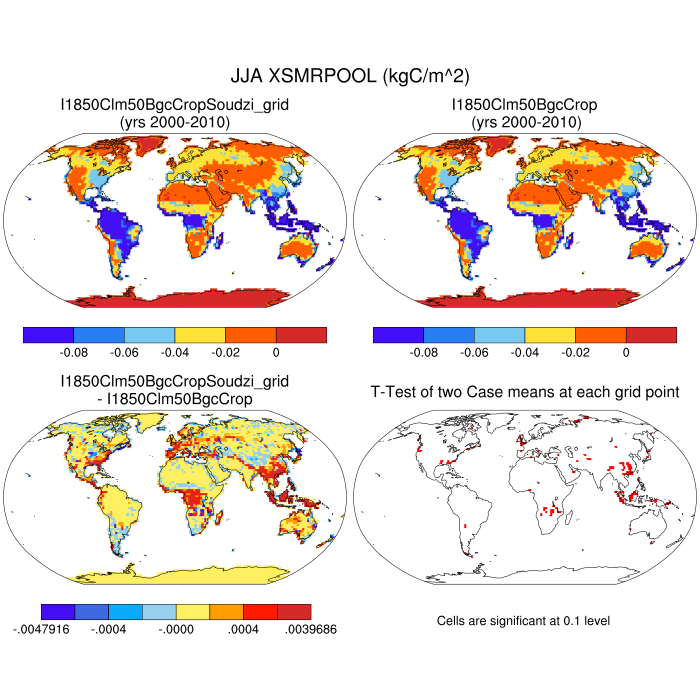 JJA XSMRPOOL (kgC/m^2)
I1850Clm50BgcCropSoudzi_grid
(yrs 2000-2010)
I1850Clm50BgcCrop
(yrs 2000-2010)
-0.08 -0.06 -0.04 -0.02 0
-0.08 -0.06 -0.04 -0.02 0
I1850Clm50BgcCropSoudzi_grid
- I1850Clm50BgcCrop
T-Test of two Case means at each grid point
-.0047916 -.0004 -.0000 .0004 .0039686
Cells are significant at 0.1 level